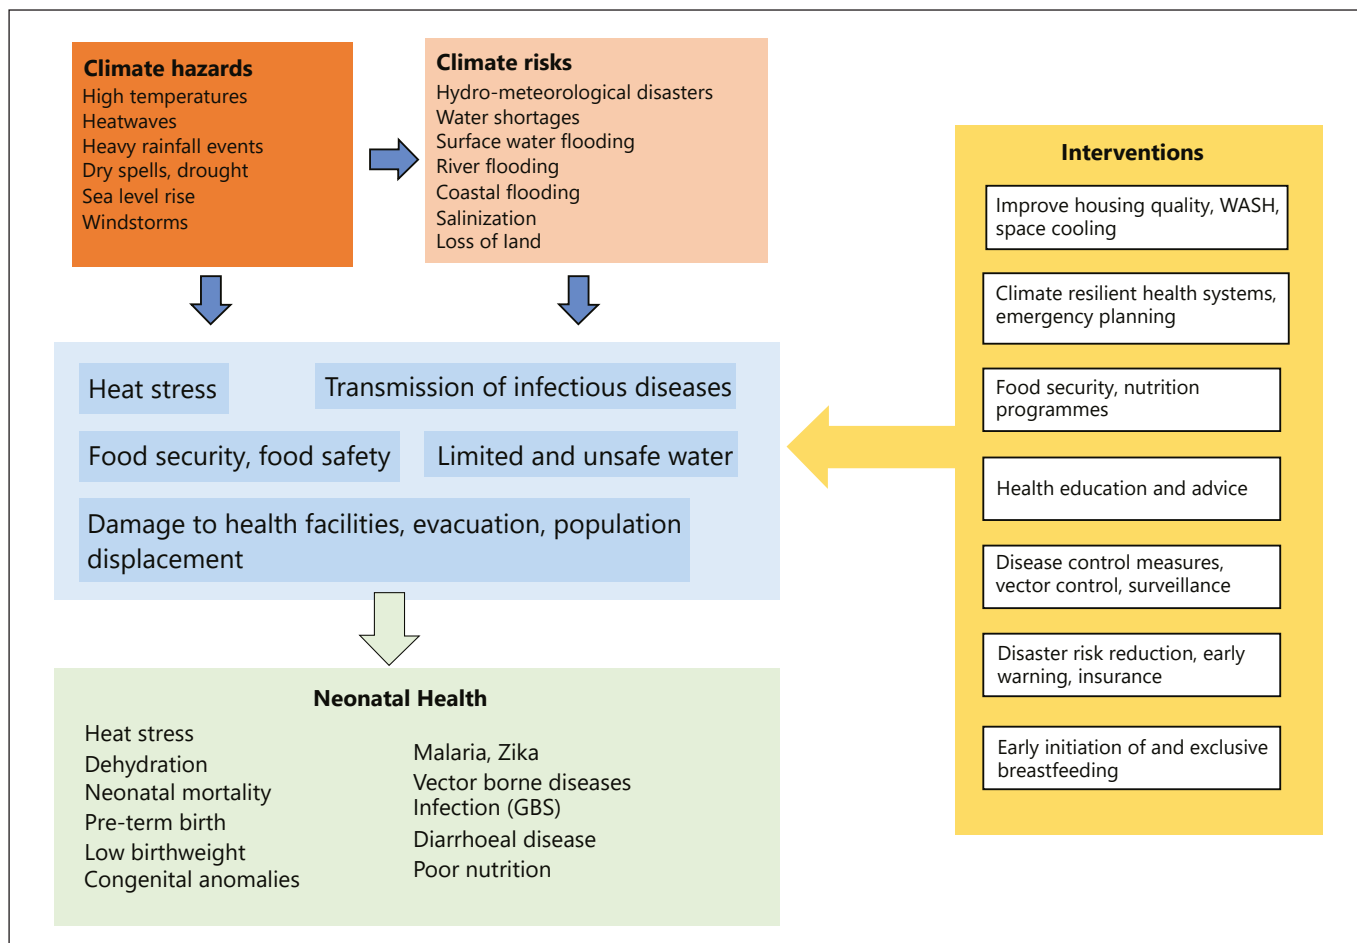 Climate hazards
High temperatures
Heatwaves
Heavy rainfall events
Dry spells, drought
Sea level rise
Windstorms
Climate risks
Hydro-meteorological disasters
Water shortages
Surface water flooding
River flooding
Coastal flooding
Salinization
Loss of land
Heat stress
Transmission of infectious diseases
Food security, food safety
Limited and unsafe water
Damage to health facilities, evacuation, population
displacement
Neonatal Health
Heat stress
Dehydration
Neonatal mortality
Pre-term birth
Low birthweight
Congenital anomalies
Malaria, Zika
Vector borne diseases
Infection (GBS)
Diarrhoeal disease
Poor nutrition
Interventions
Improve housing quality, WASH,
space cooling
Climate resilient health systems,
emergency planning
Food security, nutrition
programmes
Health education and advice
Disease control measures,
vector control, surveillance
Disaster risk reduction, early
warning, insurance
Early initiation of and exclusive
breastfeeding